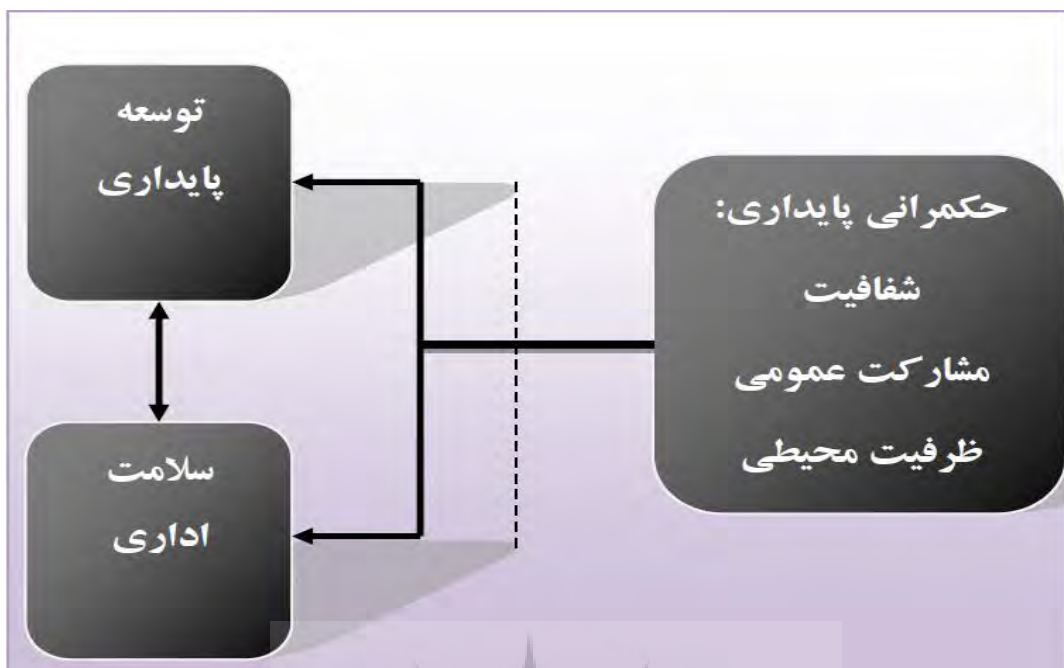 حکمرانی پایداری:
شفافیت
مشارکت عمومی
ظرفیت محیطی
توسعه
پایداری
سلامت
اداری